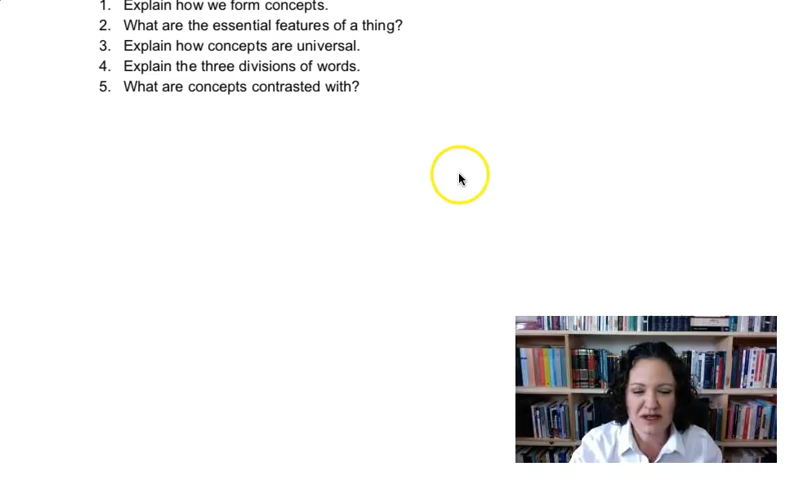 1. Explain how we form concepts.
2. What are the essential features of a thing?
3. Explain how concepts are universal.
4. Explain the three divisions of words.
5. What are concepts contrasted with?